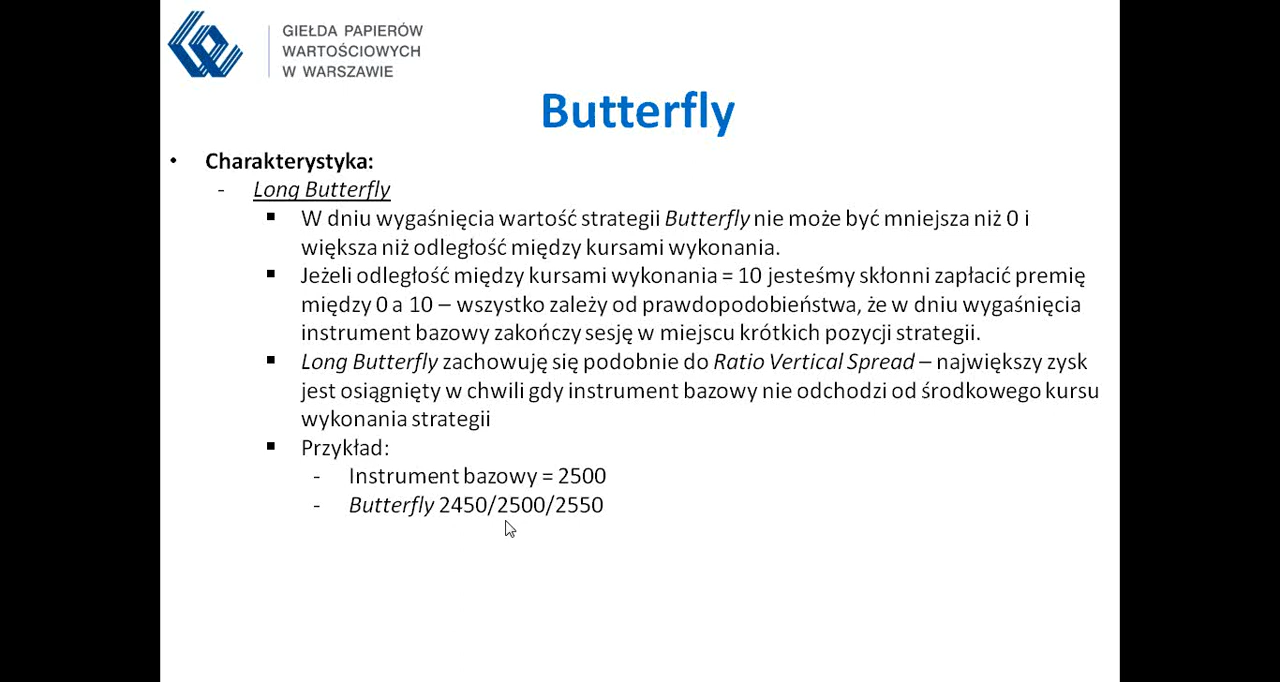 GIEŁDA PAPIERÓW
WARTOŚCIOWYCH
W WARSZAWIE
Butterfly
• Charakterystyka:
- Long Butterfly
▪ W dniu wygaśnięcia wartość strategii Butterfly nie może być mniejsza niż 0 i
większa niż odległość między kursami wykonania.
▪ Jeżeli odległość między kursami wykonania = 10 jesteśmy skłonni zapłacić premię
między 0 a 10 – wszystko zależy od prawdopodobieństwa, że w dniu wygaśnięcia
instrument bazowy zakończy sesję w miejscu krótkich pozycji strategii.
▪ Long Butterfly zachowuję się podobnie do Ratio Vertical Spread – największy zysk
jest osiągnięty w chwili gdy instrument bazowy nie odchodzi od środkowego kursu
wykonania strategii
▪ Przykład:
- Instrument bazowy = 2500
- Butterfly 2450/2500/2550